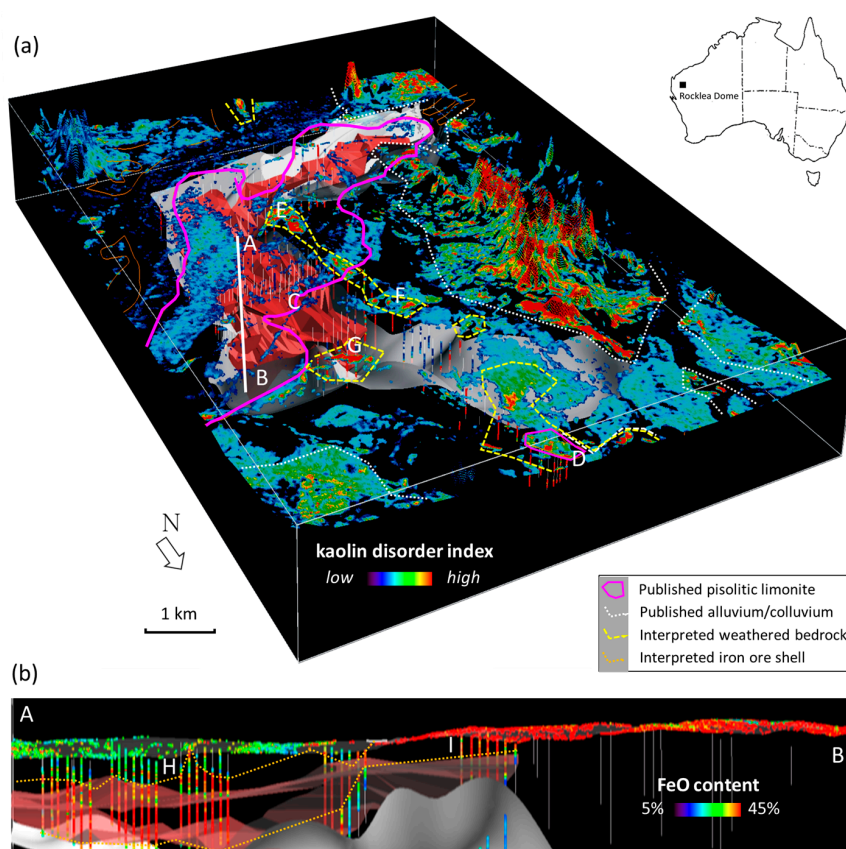 (a)
Rocklea Dome
E
A
C
F
G
B
D
N
1 km
kaolin disorder index
low high
Published pisolitic limonite
Published alluvium/colluvium
Interpreted weathered bedrock
Interpreted iron ore shell
(b)
A
I
H
B
FeO content
5% 45%